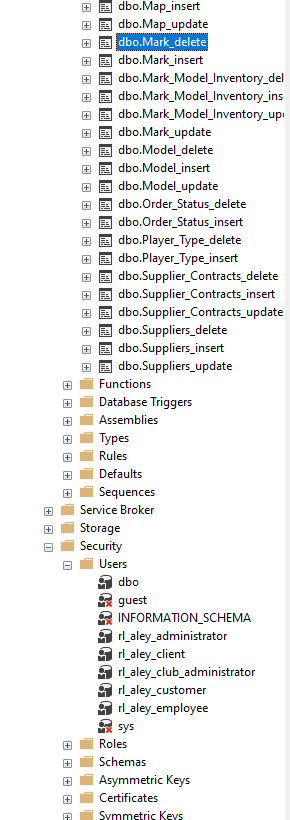 dbo.Map_insert
dbo.Map_update
dbo.Mark_delete
dbo.Mark_insert
dbo.Mark_Model_Inventory_del
dbo.Mark_Model_Inventory_ins
dbo.Mark_Model_Inventory_up
dbo.Mark_update
dbo.Model_delete
dbo.Model_insert
dbo.Model_update
dbo.Order_Status_delete
dbo.Order_Status_insert
dbo.Player_Type_delete
dbo.Player_Type_insert
dbo.Supplier_Contracts_delete
dbo.Supplier_Contracts_insert
dbo.Supplier_Contracts_update
dbo.Suppliers_delete
dbo.Suppliers_insert
dbo.Suppliers_update
Functions
Database Triggers
Assemblies
Types
Rules
Defaults
Sequences
Service Broker
Storage
Security
Users
dbo
guest
INFORMATION_SCHEMA
rl_aley_administrator
rl_aley_client
rl_aley_club_administrator
rl_aley_customer
rl_aley_employee
sys
Roles
Schemas
Asymmetric Keys
Certificates
Symmetric Keys